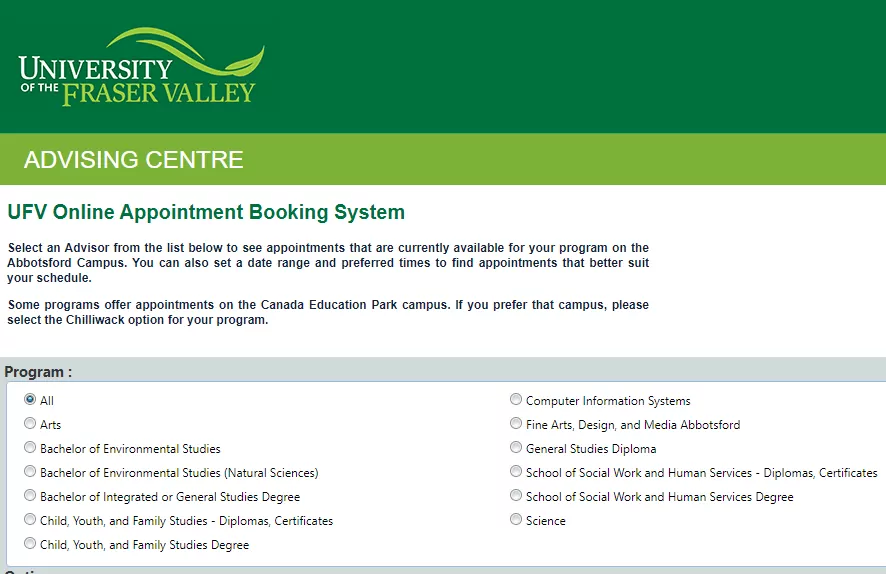 UNIVERSITY
OF THE FRASER VALLEY
ADVISING CENTRE
UFV Online Appointment Booking System
Select an Advisor from the list below to see appointments that are currently available for your program on the
Abbotsford Campus. You can also set a date range and preferred times to find appointments that better suit
your schedule.
Some programs offer appointments on the Canada Education Park campus. If you prefer that campus, please
select the Chilliwack option for your program.
Program :
All
Arts
Bachelor of Environmental Studies
Bachelor of Environmental Studies (Natural Sciences)
Bachelor of Integrated or General Studies Degree
Child, Youth, and Family Studies - Diplomas, Certificates
Child, Youth, and Family Studies Degree
Computer Information Systems
Fine Arts, Design, and Media Abbotsford
General Studies Diploma
School of Social Work and Human Services - Diplomas, Certificates
School of Social Work and Human Services Degree
Science